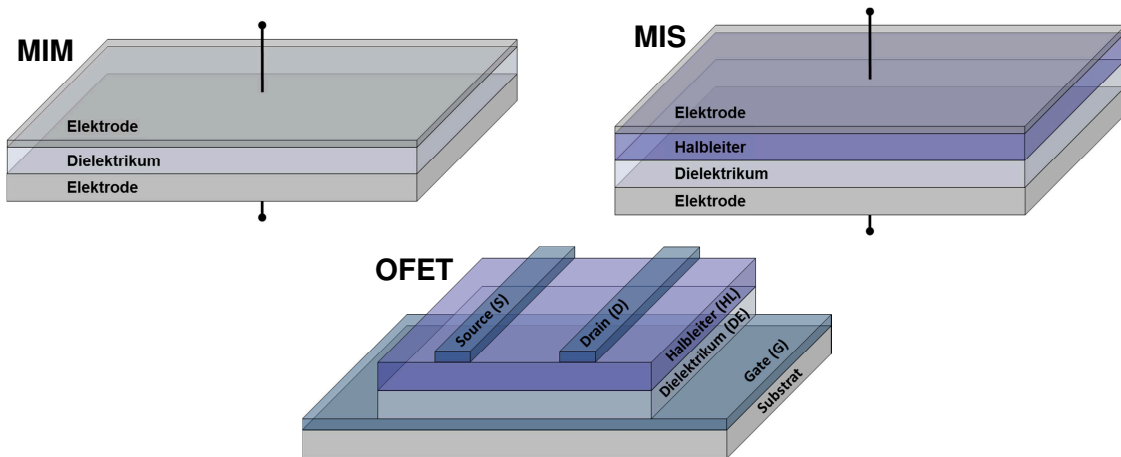 MIM
Elektrode
Dielektrikum
Elektrode
MIS
Elektrode
Halbleiter
Dielektrikum
Elektrode
OFET
Source (S)
Drain (D)
Halbleiter (HL)
Dielektrikum (DE)
Gate (G)
Substrat